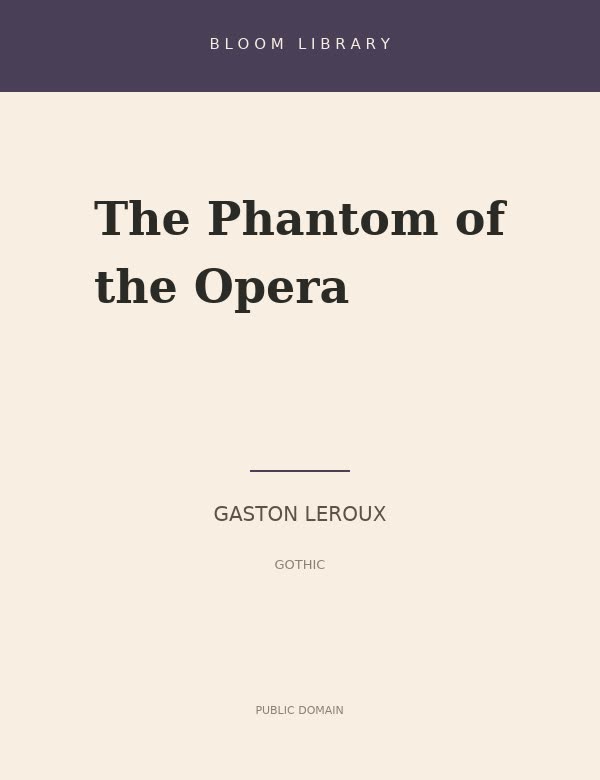 BLOOM LIBRARY
The Phantom of
the Opera
GASTON LEROUX
GOTHIC
PUBLIC DOMAIN